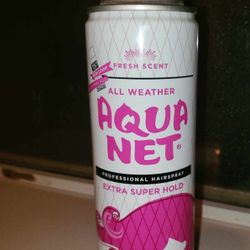 FRESH SCENT
ALL WEATHER
AQUA
NET®
PROFESSIONAL HAIRSPRAY
EXTRA SUPER HOLD